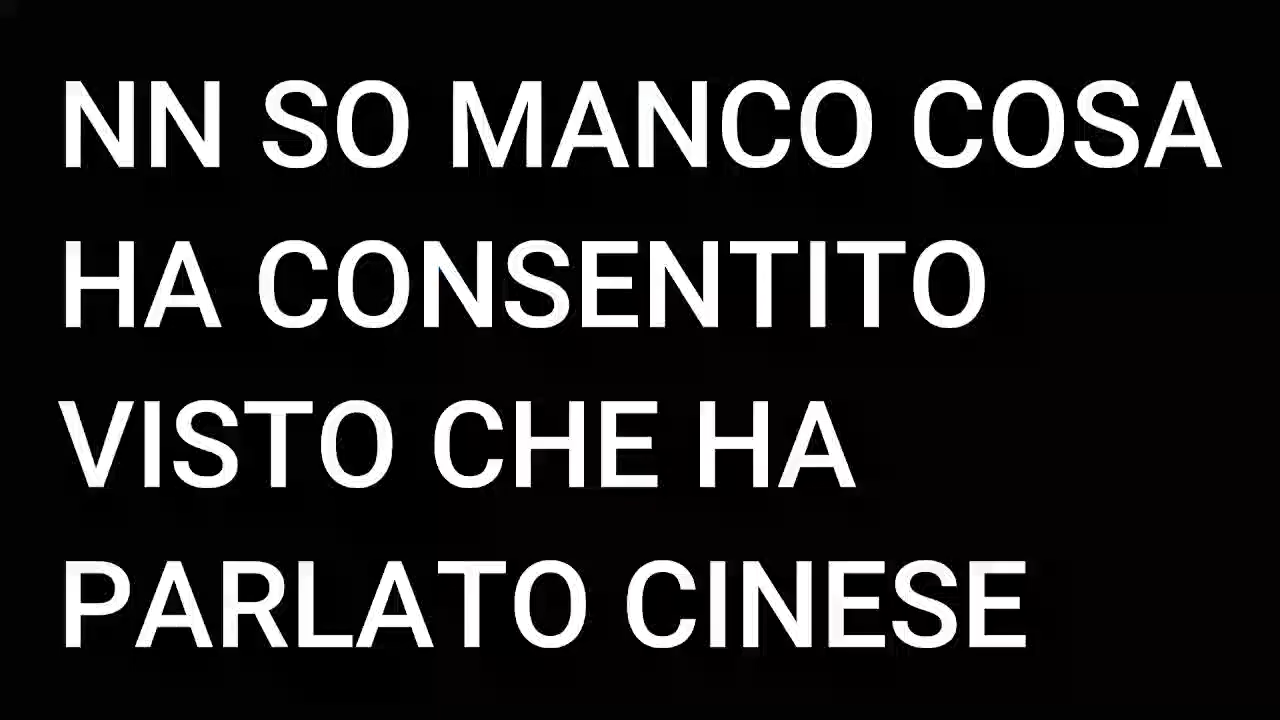 NN SO MANCO COSA
HA CONSENTITO
VISTO CHE HA
PARLATO CINESE